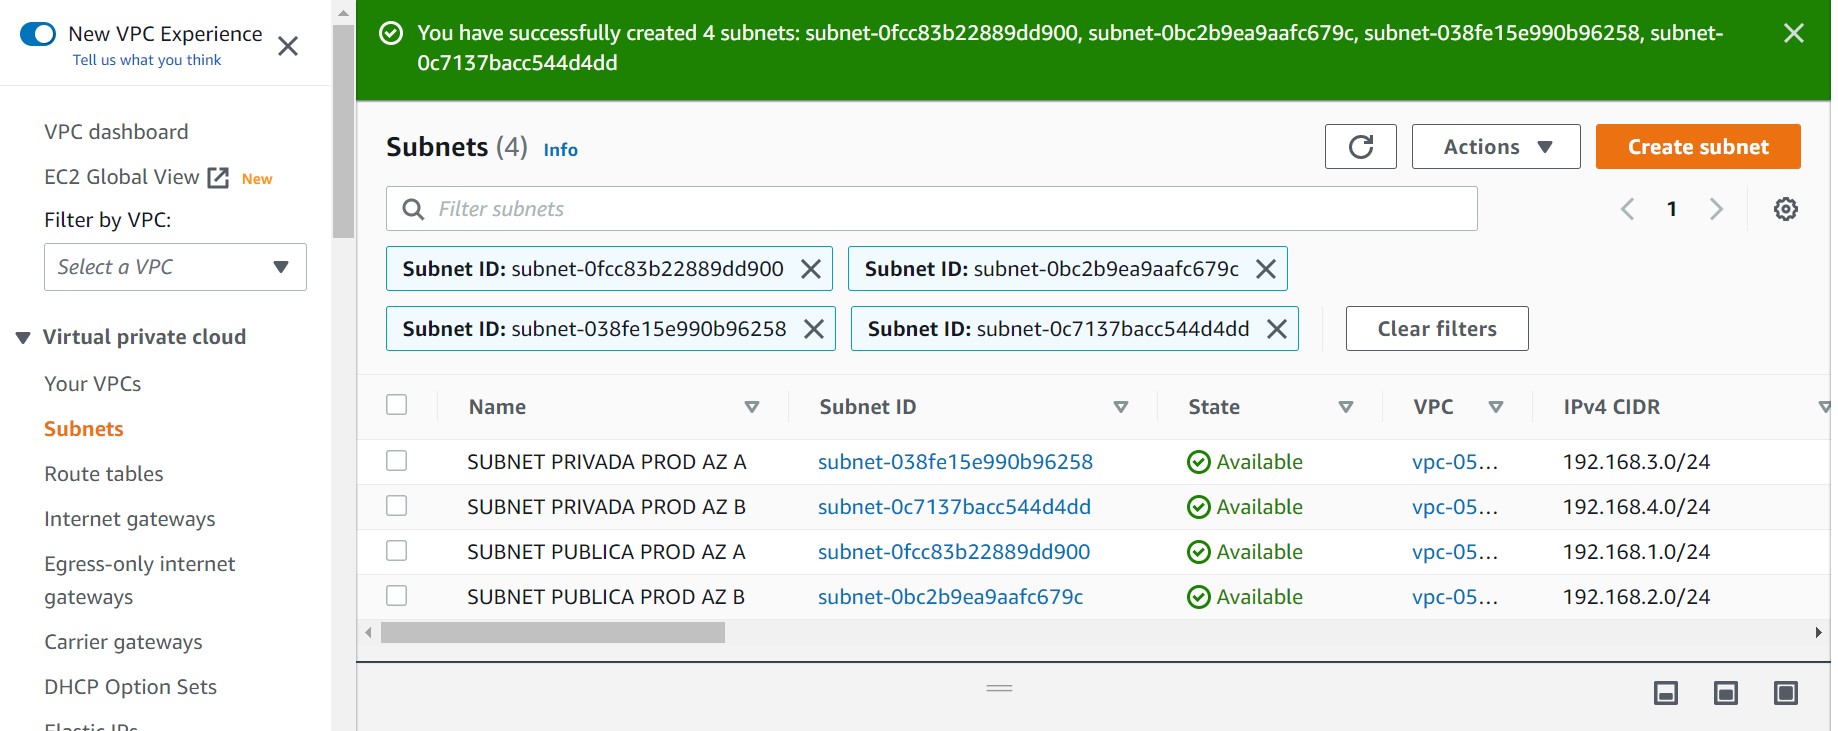 New VPC Experience
Tell us what you think
VPC dashboard
EC2 Global View New
Filter by VPC:
Select a VPC
Virtual private cloud
Your VPCs
Subnets
Route tables
Internet gateways
Egress-only internet
gateways
Carrier gateways
DHCP Option Sets
Elastic IPs
You have successfully created 4 subnets: subnet-0fcc83b22889dd900, subnet-0bc2b9ea9aafc679c, subnet-038fe15e990b96258, subnet-
0c7137bacc544d4dd
Subnets (4) Info
Actions
Create subnet
Filter subnets
1
Subnet ID: subnet-0fcc83b22889dd900
Subnet ID: subnet-0bc2b9ea9aafc679c
Subnet ID: subnet-038fe15e990b96258
Subnet ID: subnet-0c7137bacc544d4dd
Clear filters
Name Subnet ID State VPC IPv4 CIDR
SUBNET PRIVADA PROD AZ A subnet-038fe15e990b96258 Available vpc-05... 192.168.3.0/24
SUBNET PRIVADA PROD AZ B subnet-0c7137bacc544d4dd Available vpc-05... 192.168.4.0/24
SUBNET PUBLICA PROD AZ A subnet-0fcc83b22889dd900 Available vpc-05... 192.168.1.0/24
SUBNET PUBLICA PROD AZ B subnet-0bc2b9ea9aafc679c Available vpc-05... 192.168.2.0/24